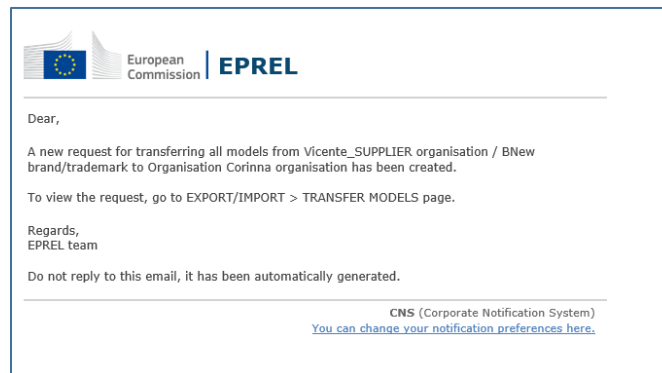 European
Commission
EPREL
Dear,
A new request for transferring all models from Vicente_SUPPLIER organisation / BNew
brand/trademark to Organisation Corinna organisation has been created.
To view the request, go to EXPORT/IMPORT > TRANSFER MODELS page.
Regards,
EPREL team
Do not reply to this email, it has been automatically generated.
CNS (Corporate Notification System)
You can change your notification preferences here.